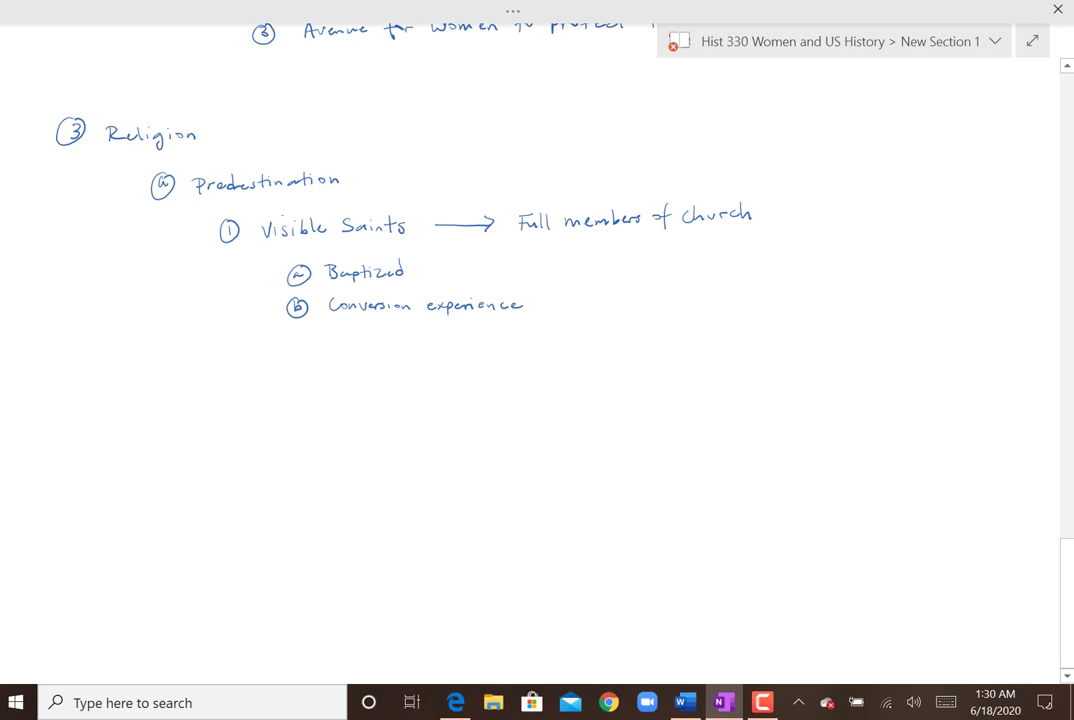 ③ Avenue for women to protect
Hist 330 Women and US History > New Section 1
③ Religion
ⓐ Predestination
① Visible Saints → Full members of Church
ⓐ Baptized
ⓑ Conversion experience
Type here to search
1:30 AM
6/18/2020